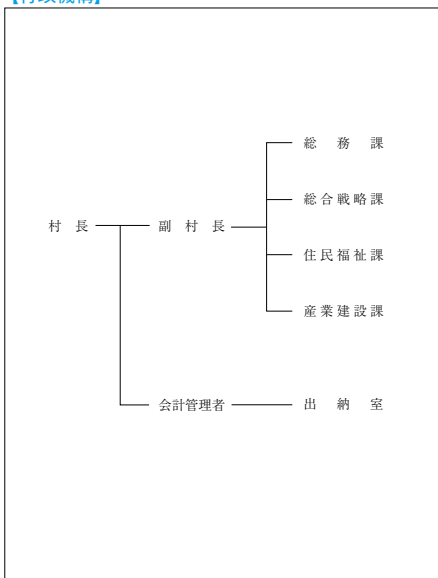 【行政機構】
総務課
総合戦略課
村長 副村長
住民福祉課
産業建設課
会計管理者 出納室